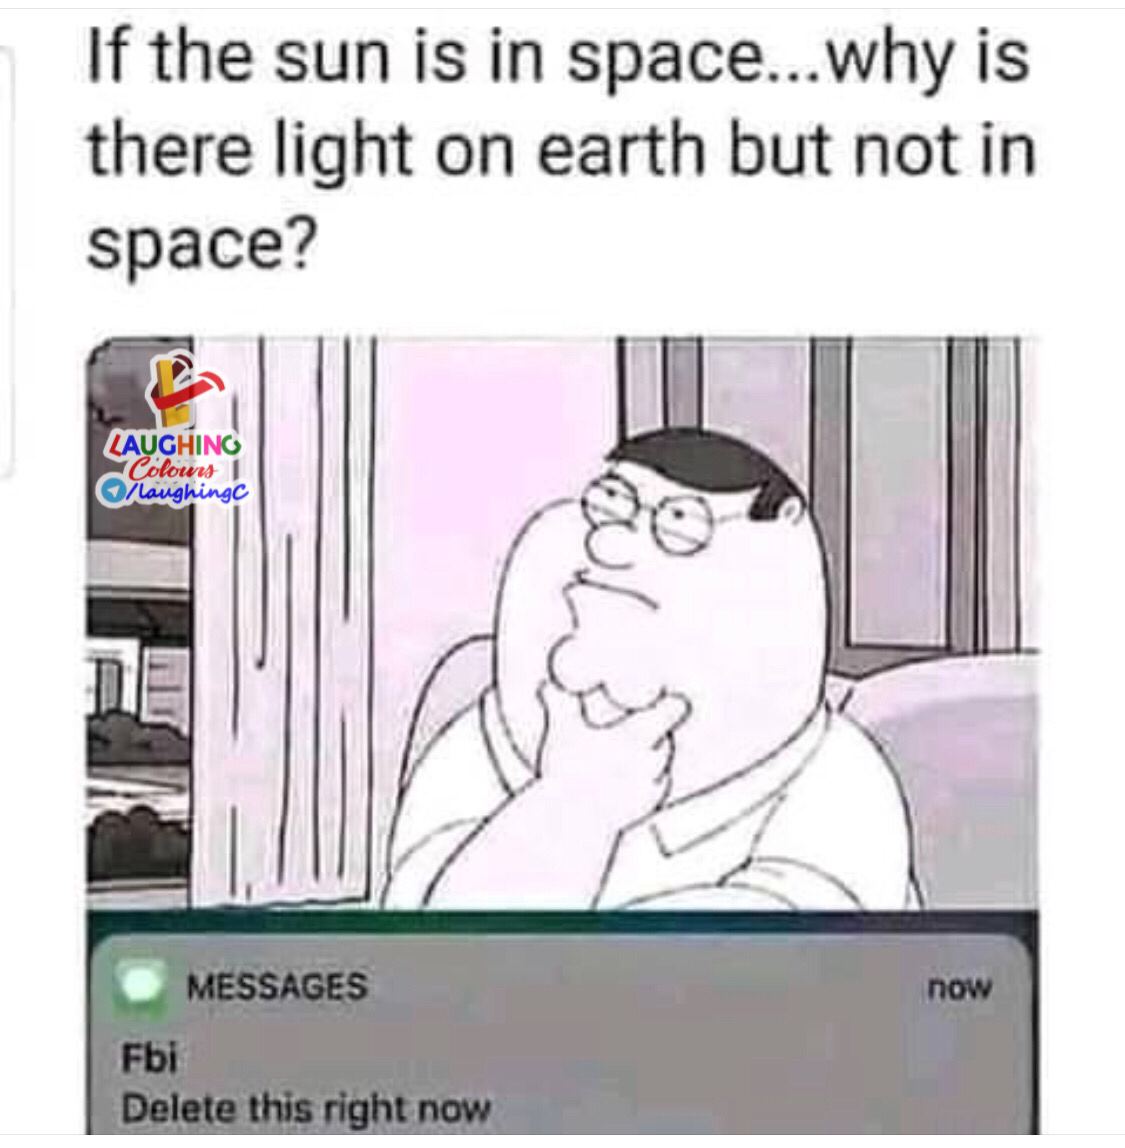 If the sun is in space...why is
there light on earth but not in
space?
LAUGHING
Colours
/laughingC
MESSAGES
now
Fbi
Delete this right now